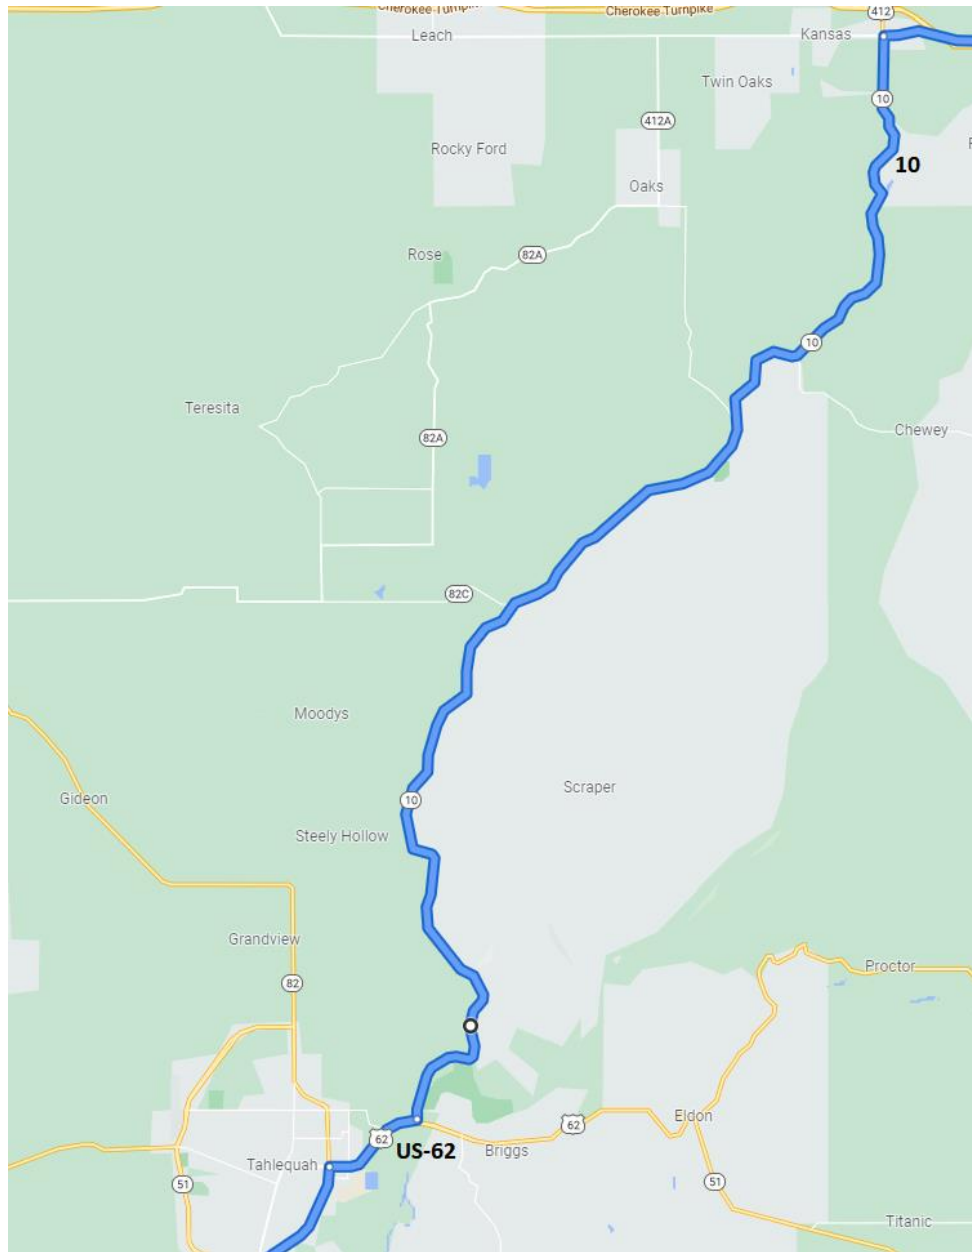 Cherokee Turnpike
Cherokee Turnpike
412
Leach
Kansas
Twin Oaks
10
412A
Rocky Ford
10
Oaks
Rose
82A
10
Teresita
Chewey
82A
82C
Moodys
Scraper
Gideon
10
Steely Hollow
Grandview
Proctor
82
Eldon
62
62
US-62
Briggs
Tahlequah
51
51
Titanic